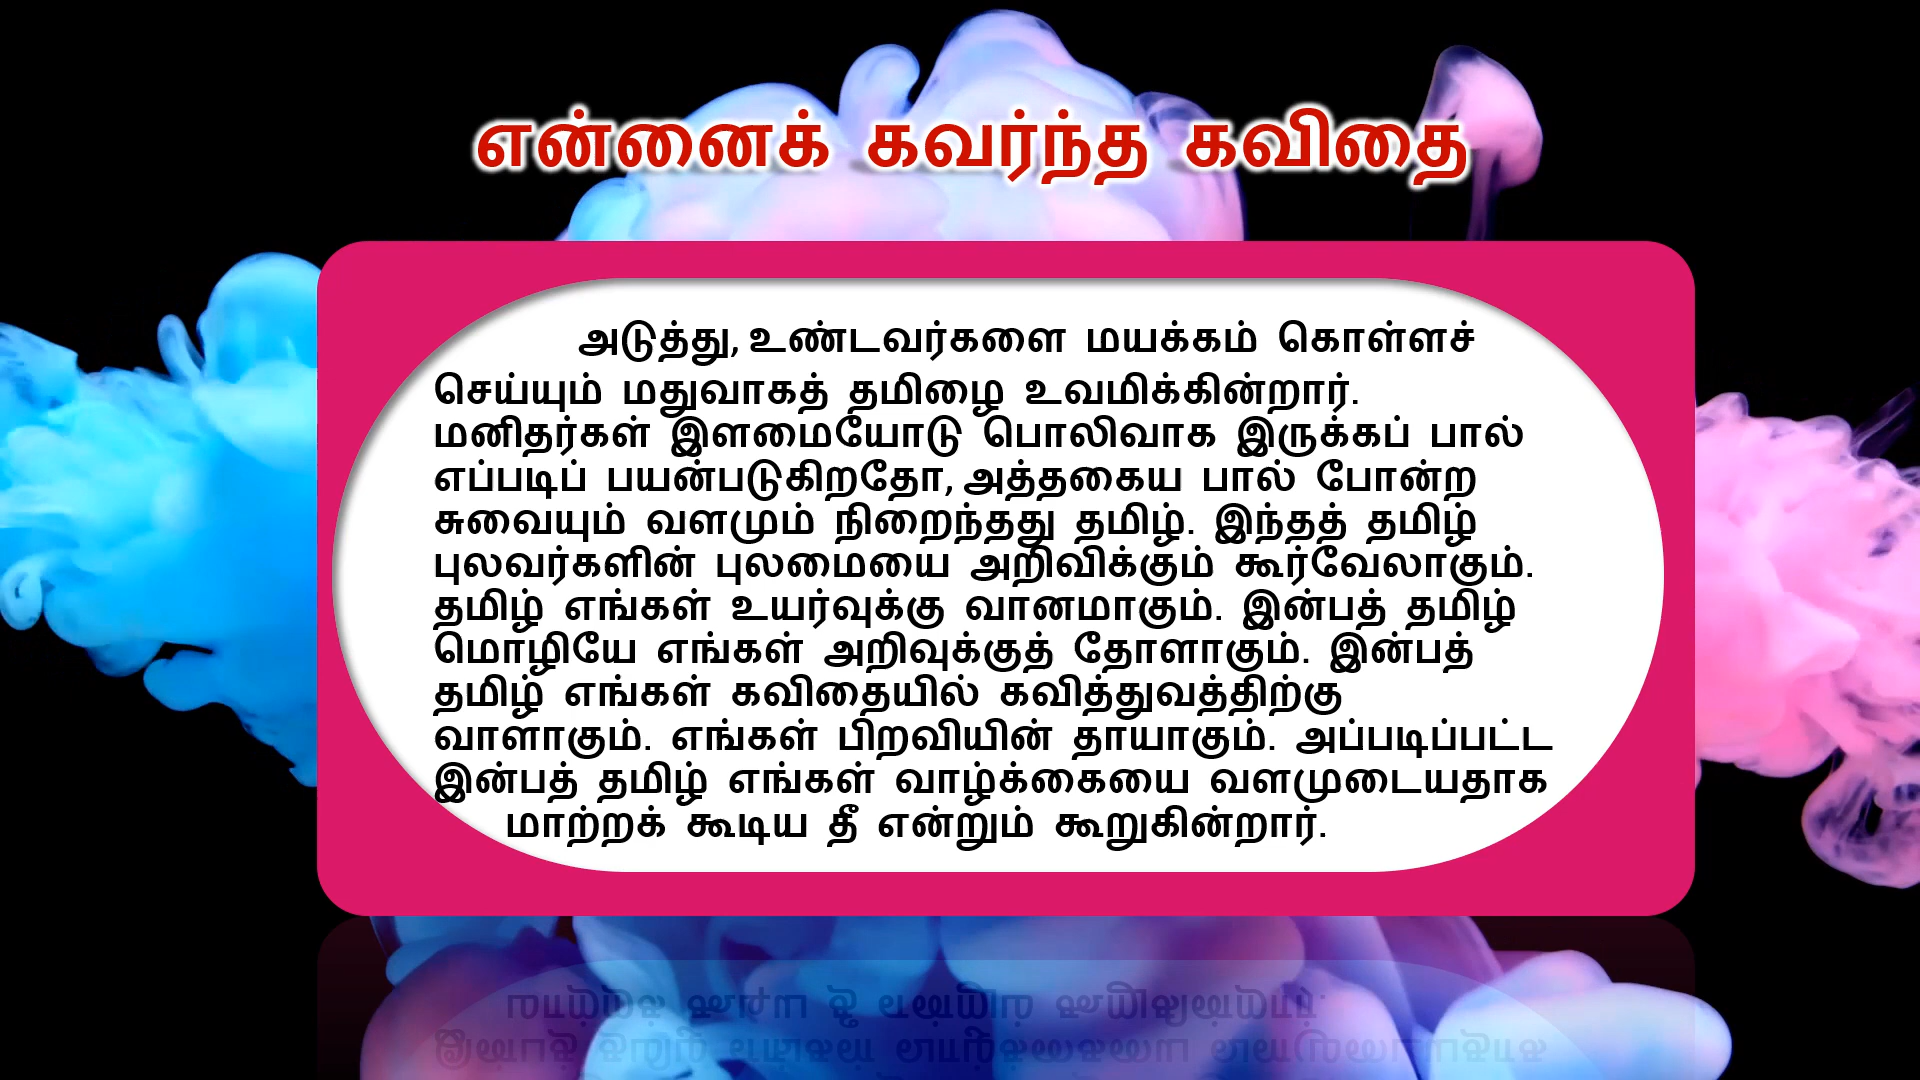 என்னைக் கவர்ந்த கவிதை
அடுத்து, உண்டவர்களை மயக்கம் கொள்ளச்
செய்யும் மதுவாகத் தமிழை உவமிக்கின்றார்.
மனிதர்கள் இளமையோடு பொலிவாக இருக்கப் பால்
எப்படிப் பயன்படுகிறதோ, அத்தகைய பால் போன்ற
சுவையும் வளமும் நிறைந்தது தமிழ். இந்தத் தமிழ்
புலவர்களின் புலமையை அறிவிக்கும் கூர்வேலாகும்.
தமிழ் எங்கள் உயர்வுக்கு வானமாகும். இன்பத் தமிழ்
மொழியே எங்கள் அறிவுக்குத் தோளாகும். இன்பத்
தமிழ் எங்கள் கவிதையில் கவித்துவத்திற்கு
வாளாகும். எங்கள் பிறவியின் தாயாகும். அப்படிப்பட்ட
இன்பத் தமிழ் எங்கள் வாழ்க்கையை வளமுடையதாக
மாற்றக் கூடிய தீ என்றும் கூறுகின்றார்.